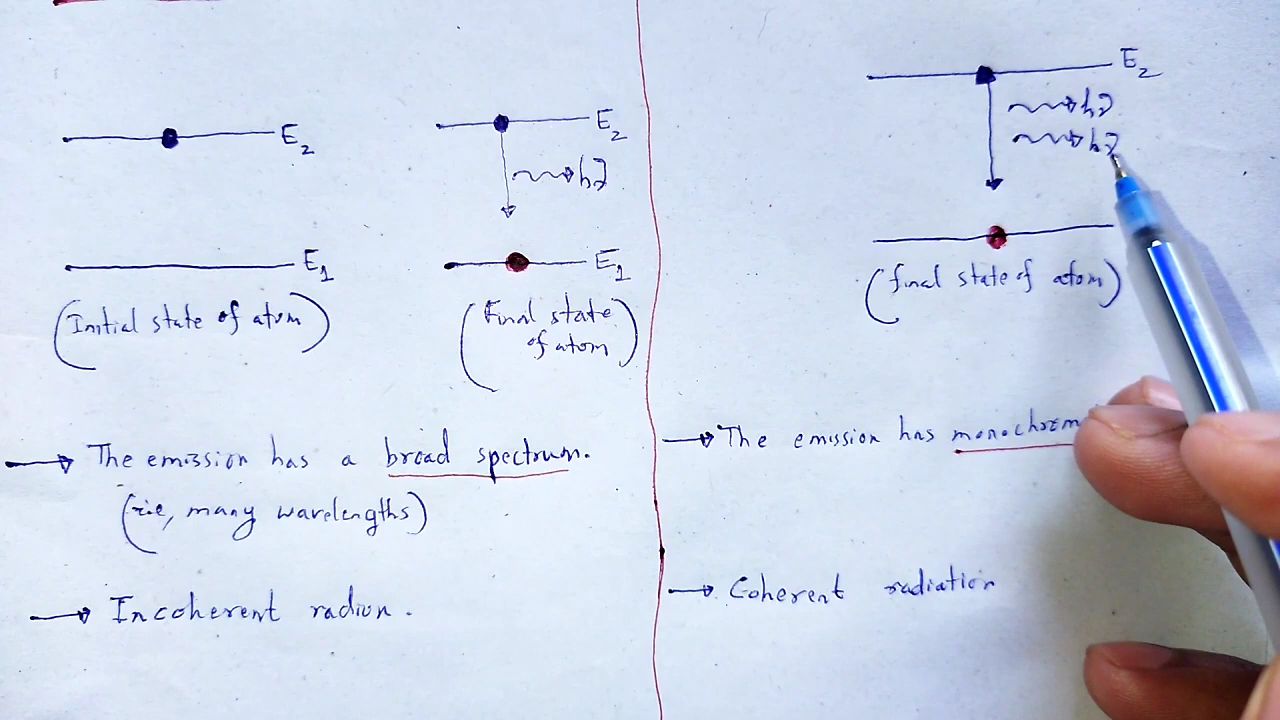 E₂
E₁
(Initial state of atom)
E₂
hν
E₁
(Final state
of atom)
→ The emission has a broad spectrum.
(i.e, many wavelengths)
→ Incoherent radion.
E₂
hν
hν
(final state of atom)
→ The emission has monochrom
→ Coherent radiation